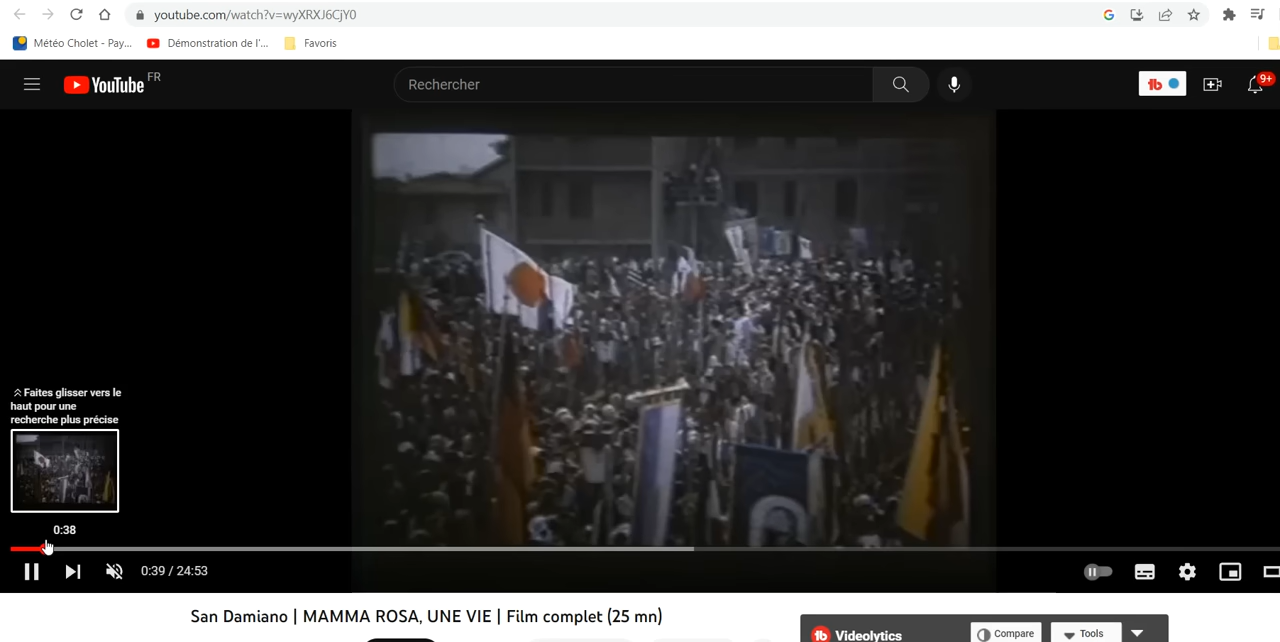 youtube.com/watch?v=wyXRXJ6CjY0
Météo Cholet - Pay...
Démonstration de l'...
Favoris
YouTube FR
Rechercher
9+
Faites glisser vers le
haut pour une
recherche plus précise
0:38
0:39 / 24:53
San Damiano | MAMMA ROSA, UNE VIE | Film complet (25 mn)
Videolytics
Compare
Tools